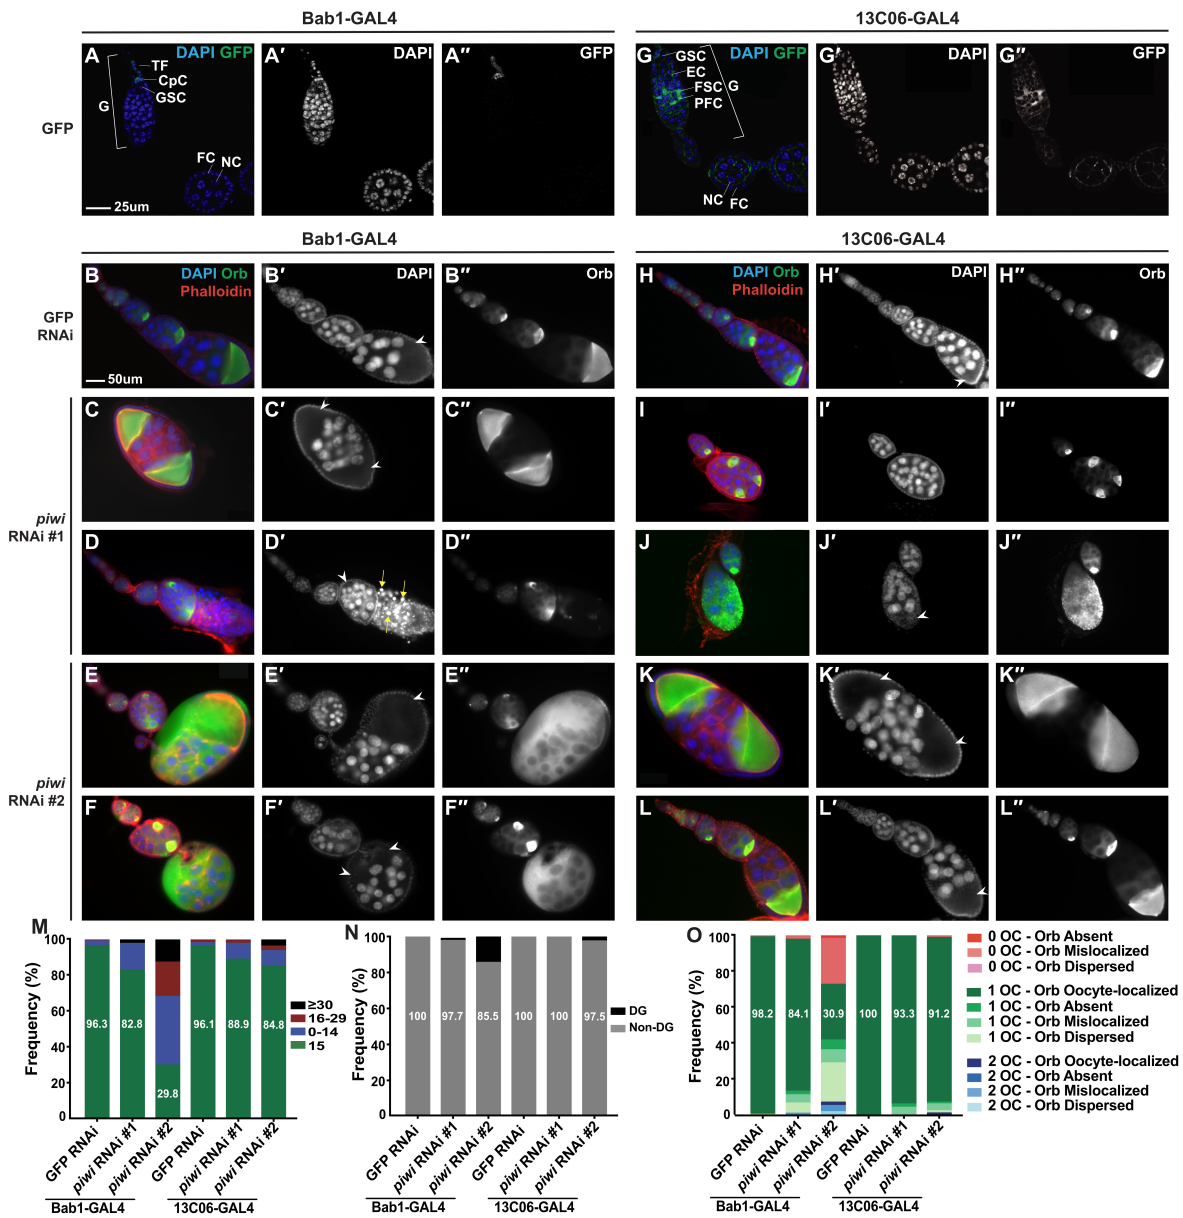 Bab1-GAL4 13C06-GAL4
GFP
A DAPI GFP A′ DAPI A″ GFP G DAPI GFP G′ DAPI G″ GFP
TF
CpC
GSC
G
FC NC
25um
GSC
EC
FSC G
PFC
NC FC
Bab1-GAL4 13C06-GAL4
GFP
RNAi
B DAPI Orb B′ DAPI B″ Orb H DAPI Orb H′ DAPI H″ Orb
Phalloidin Phalloidin
50um
piwi
RNAi #1
C C′ C″ I I′ I″
D D′ D″ J J′ J″
piwi
RNAi #2
E E′ E″ K K′ K″
F F′ F″ L L′ L″
M
Frequency (%)
100
80
60
40
20
0
96.3 82.8 29.8 96.1 88.9 84.8
≥30
16-29
0-14
15
GFP RNAi piwi RNAi #1 piwi RNAi #2 GFP RNAi piwi RNAi #1 piwi RNAi #2
Bab1-GAL4 13C06-GAL4
N
Frequency (%)
100
80
60
40
20
0
100 97.7 85.5 100 100 97.5
DG
Non-DG
GFP RNAi piwi RNAi #1 piwi RNAi #2 GFP RNAi piwi RNAi #1 piwi RNAi #2
Bab1-GAL4 13C06-GAL4
O
Frequency (%)
100
80
60
40
20
0
98.2 84.1 30.9 100 93.3 91.2
0 OC - Orb Absent
0 OC - Orb Mislocalized
0 OC - Orb Dispersed
1 OC - Orb Oocyte-localized
1 OC - Orb Absent
1 OC - Orb Mislocalized
1 OC - Orb Dispersed
2 OC - Orb Oocyte-localized
2 OC - Orb Absent
2 OC - Orb Mislocalized
2 OC - Orb Dispersed
GFP RNAi piwi RNAi #1 piwi RNAi #2 GFP RNAi piwi RNAi #1 piwi RNAi #2
Bab1-GAL4 13C06-GAL4